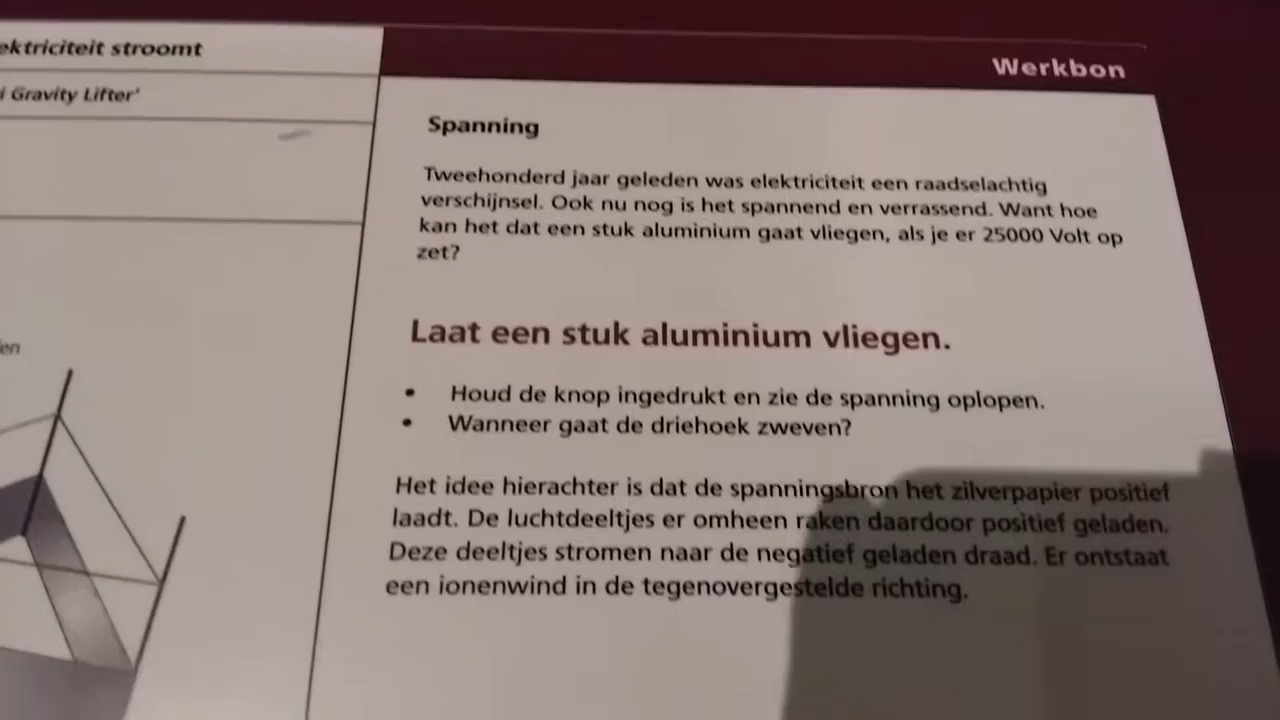 ektriciteit stroomt
i Gravity Lifter'
en
Werkbon
Spanning
Tweehonderd jaar geleden was elektriciteit een raadselachtig
verschijnsel. Ook nu nog is het spannend en verrassend. Want hoe
kan het dat een stuk aluminium gaat vliegen, als je er 25000 Volt op
zet?
Laat een stuk aluminium vliegen.
• Houd de knop ingedrukt en zie de spanning oplopen.
• Wanneer gaat de driehoek zweven?
Het idee hierachter is dat de spanningsbron het zilverpapier positief
laadt. De luchtdeeltjes er omheen raken daardoor positief geladen.
Deze deeltjes stromen naar de negatief geladen draad. Er ontstaat
een ionenwind in de tegenovergestelde richting.